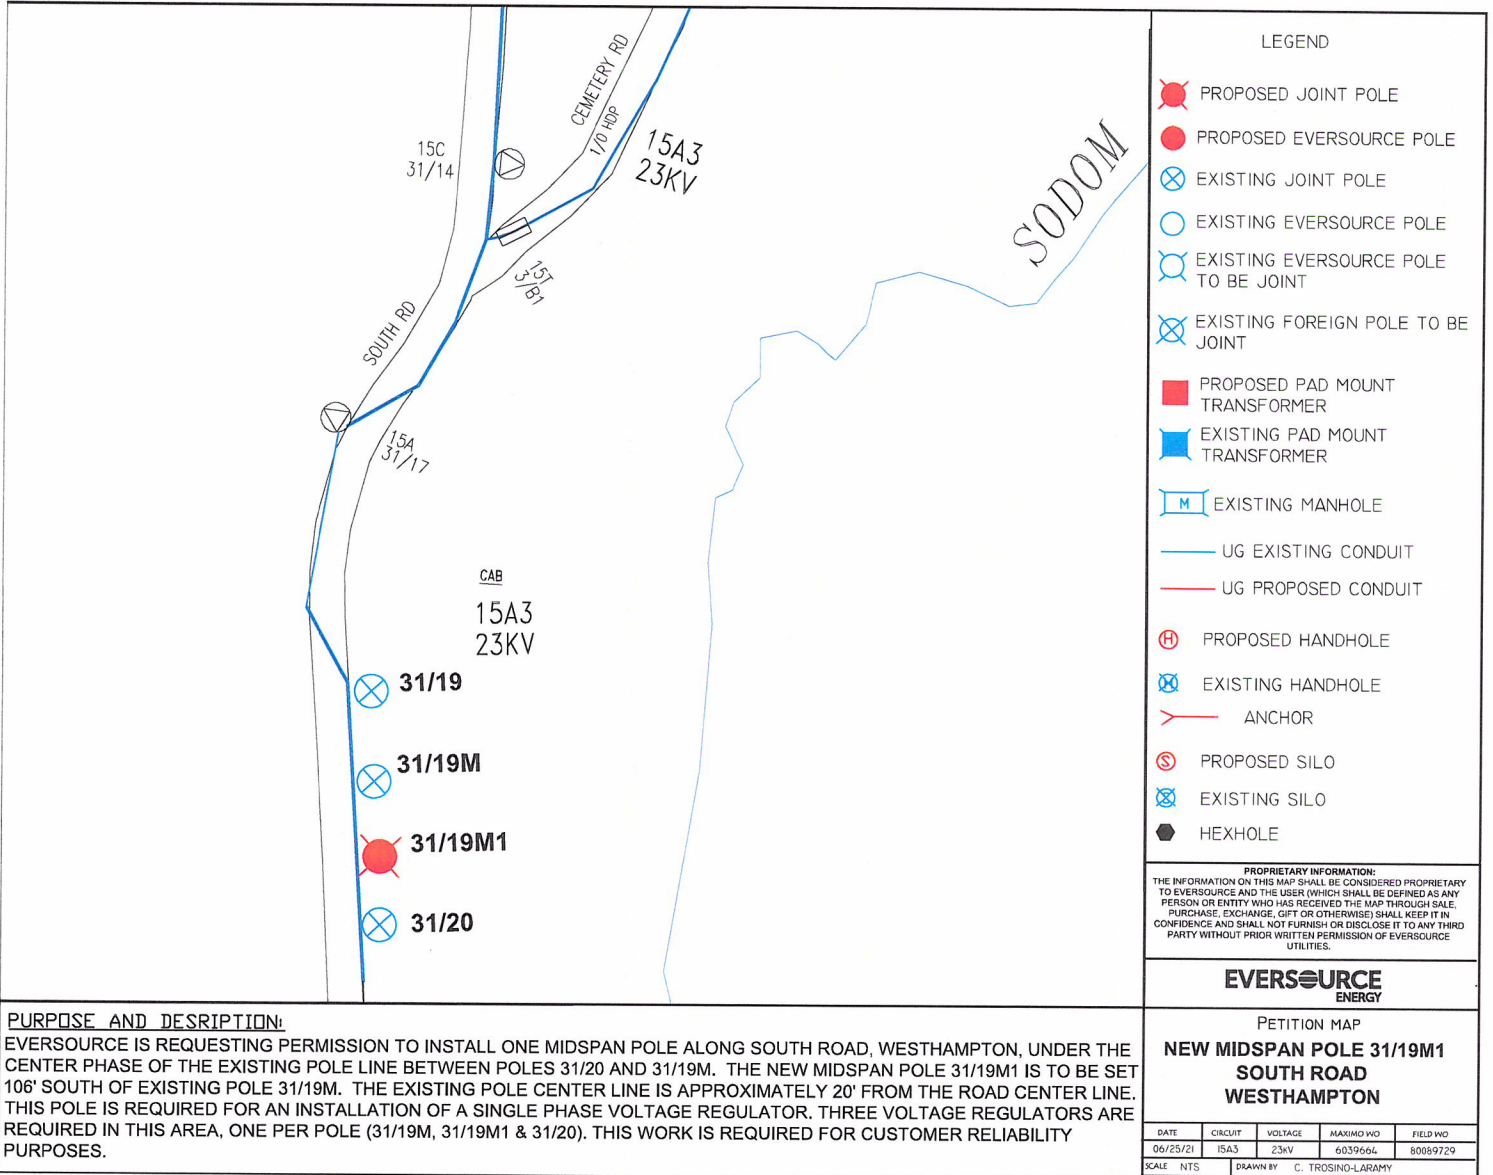 CEMETERY RD
1/0 HDP
15A3
23KV
15C
31/14
15T
3/B1
SODOM
SOUTH RD
15A
31/17
CAB
15A3
23KV
31/19
31/19M
31/19M1
31/20
LEGEND
PROPOSED JOINT POLE
PROPOSED EVERSOURCE POLE
EXISTING JOINT POLE
EXISTING EVERSOURCE POLE
EXISTING EVERSOURCE POLE
TO BE JOINT
EXISTING FOREIGN POLE TO BE
JOINT
PROPOSED PAD MOUNT
TRANSFORMER
EXISTING PAD MOUNT
TRANSFORMER
M EXISTING MANHOLE
UG EXISTING CONDUIT
UG PROPOSED CONDUIT
H PROPOSED HANDHOLE
H EXISTING HANDHOLE
ANCHOR
S PROPOSED SILO
S EXISTING SILO
HEXHOLE
PROPRIETARY INFORMATION:
THE INFORMATION ON THIS MAP SHALL BE CONSIDERED PROPRIETARY
TO EVERSOURCE AND THE USER (WHICH SHALL BE DEFINED AS ANY
PERSON OR ENTITY WHO HAS RECEIVED THE MAP THROUGH SALE,
PURCHASE, EXCHANGE, GIFT OR OTHERWISE) SHALL KEEP IT IN
CONFIDENCE AND SHALL NOT FURNISH OR DISCLOSE IT TO ANY THIRD
PARTY WITHOUT PRIOR WRITTEN PERMISSION OF EVERSOURCE
UTILITIES.
EVERSOURCE
ENERGY
PURPOSE AND DESRIPTION:
EVERSOURCE IS REQUESTING PERMISSION TO INSTALL ONE MIDSPAN POLE ALONG SOUTH ROAD, WESTHAMPTON, UNDER THE
CENTER PHASE OF THE EXISTING POLE LINE BETWEEN POLES 31/20 AND 31/19M. THE NEW MIDSPAN POLE 31/19M1 IS TO BE SET
106' SOUTH OF EXISTING POLE 31/19M. THE EXISTING POLE CENTER LINE IS APPROXIMATELY 20' FROM THE ROAD CENTER LINE.
THIS POLE IS REQUIRED FOR AN INSTALLATION OF A SINGLE PHASE VOLTAGE REGULATOR. THREE VOLTAGE REGULATORS ARE
REQUIRED IN THIS AREA, ONE PER POLE (31/19M, 31/19M1 & 31/20). THIS WORK IS REQUIRED FOR CUSTOMER RELIABILITY
PURPOSES.
PETITION MAP
NEW MIDSPAN POLE 31/19M1
SOUTH ROAD
WESTHAMPTON
DATE CIRCUIT VOLTAGE MAXIMO WO FIELD WO
06/25/21 15A3 23KV 6039664 80089729
SCALE NTS DRAWN BY C. TROSINO-LARAMY